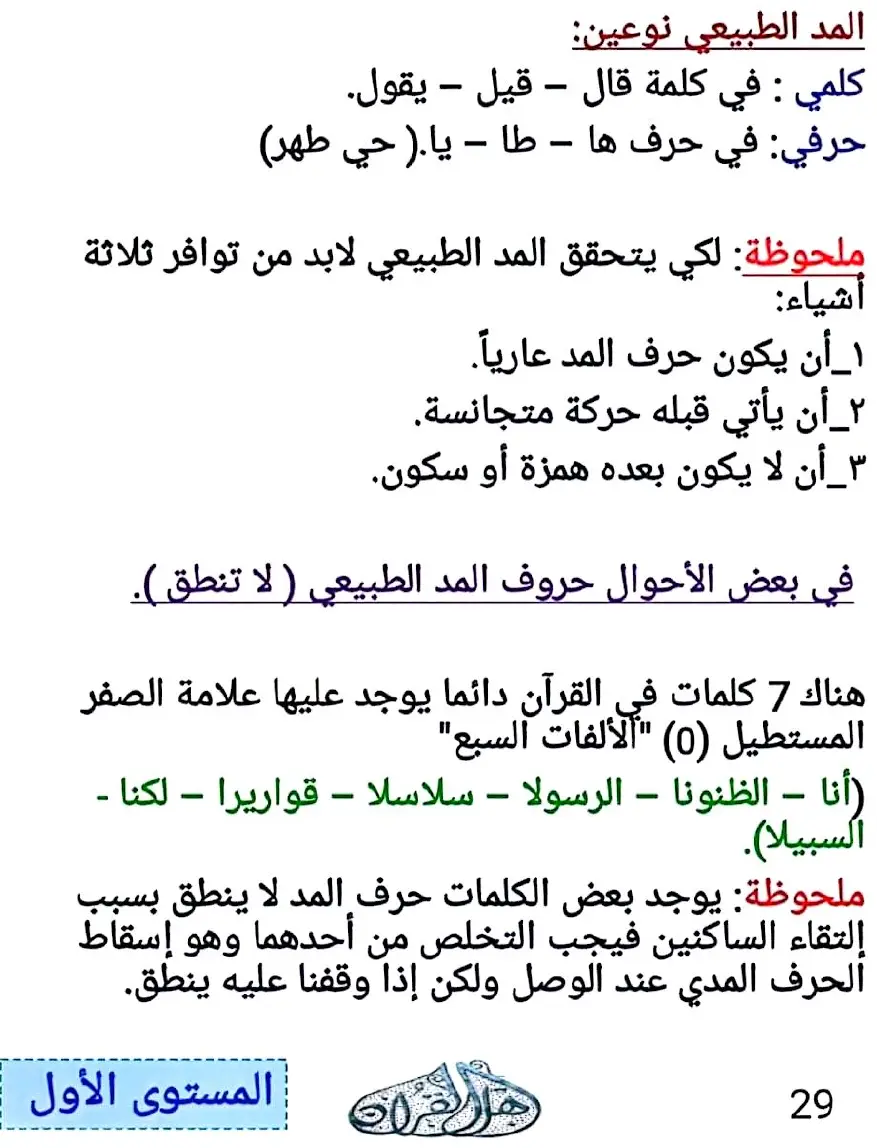 المد الطبيعي نوعين:
كلمي : في كلمة قال – قيل – يقول.
حرفي: في حرف ها – طا – يا.( حي طهر)
ملحوظة: لكي يتحقق المد الطبيعي لابد من توافر ثلاثة
أشياء:
١_أن يكون حرف المد عارياً.
٢_أن يأتي قبله حركة متجانسة.
٣_أن لا يكون بعده همزة أو سكون.
في بعض الأحوال حروف المد الطبيعي ( لا تنطق ).
هناك 7 كلمات في القرآن دائما يوجد عليها علامة الصفر
المستطيل (0) "الألفات السبع"
(أنا – الظنونا – الرسولا – سلاسلا – قواريرا – لكنا -
السبيلا).
ملحوظة: يوجد بعض الكلمات حرف المد لا ينطق بسبب
إلتقاء الساكنين فيجب التخلص من أحدهما وهو إسقاط
الحرف المدي عند الوصل ولكن إذا وقفنا عليه ينطق.
المستوى الأول
29